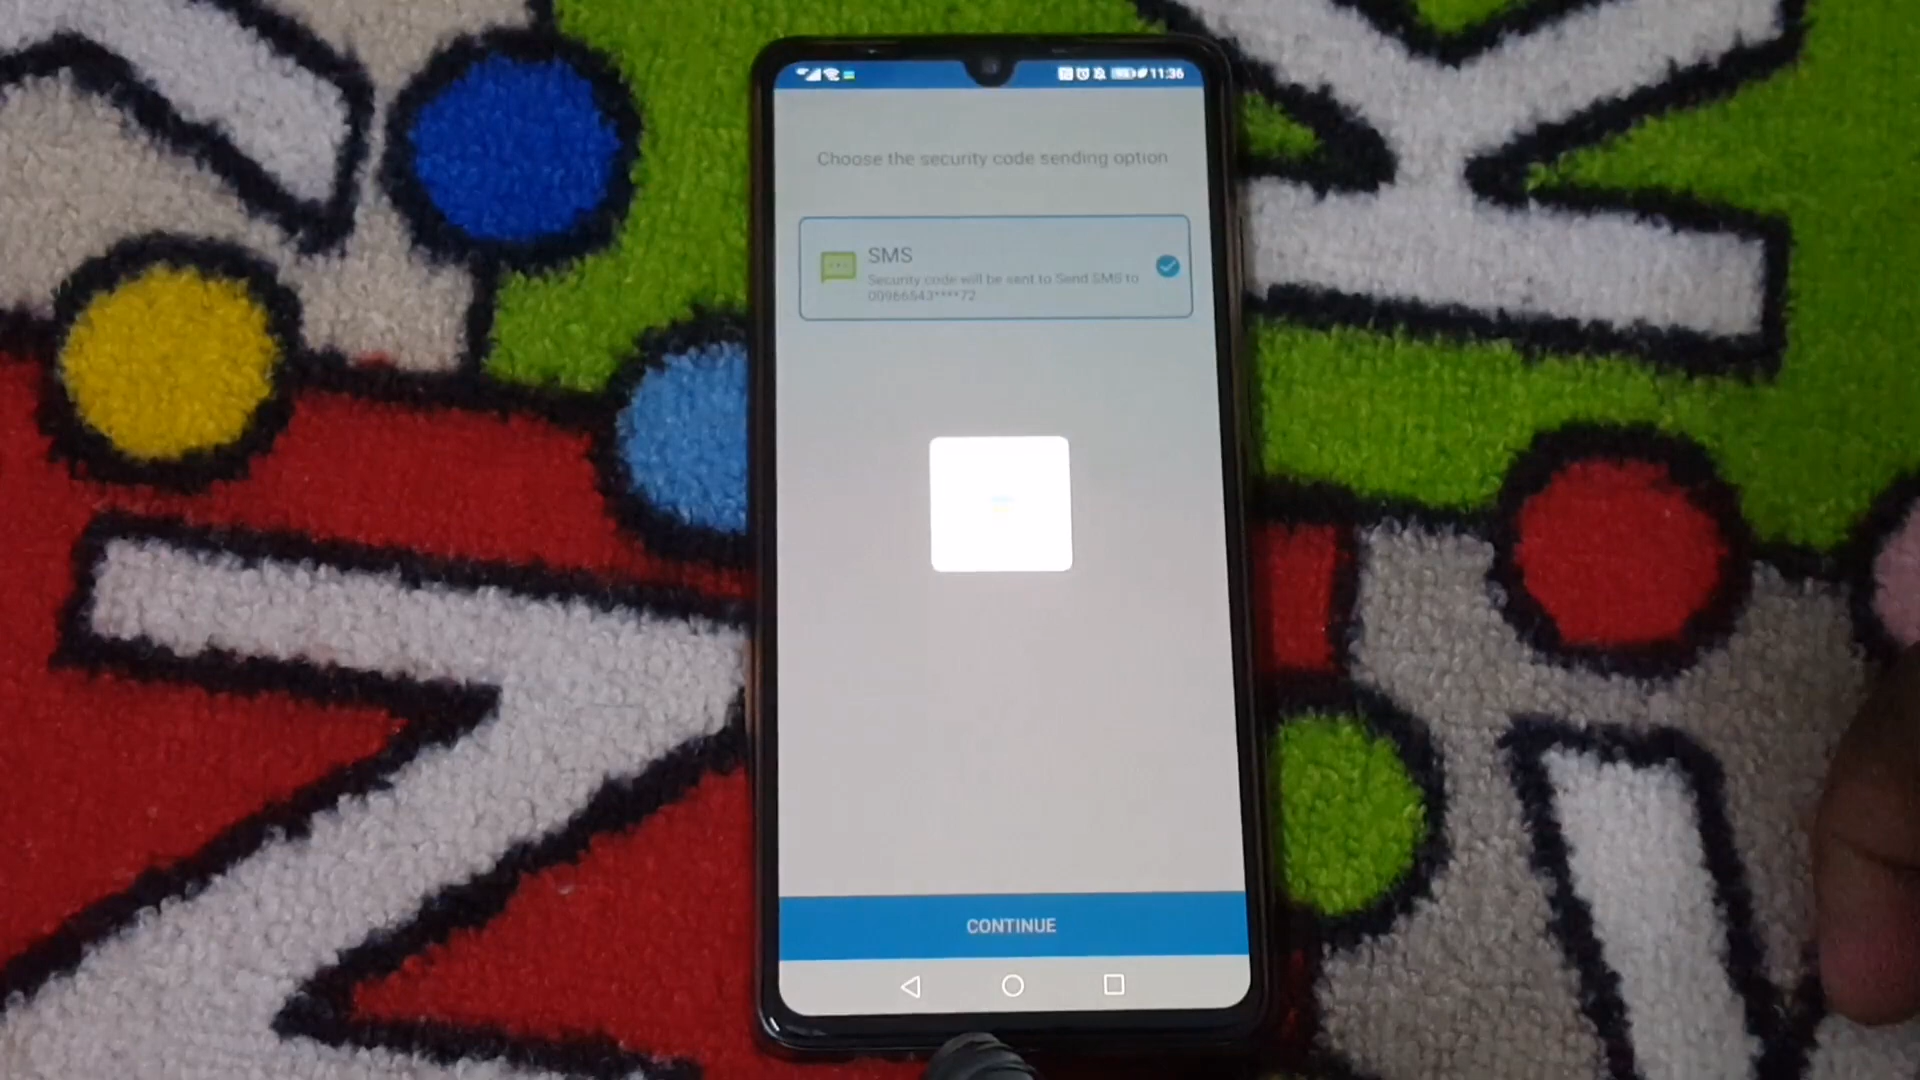 11:36
Choose the security code sending option
SMS
Security code will be sent to Send SMS to
00966543****72
CONTINUE